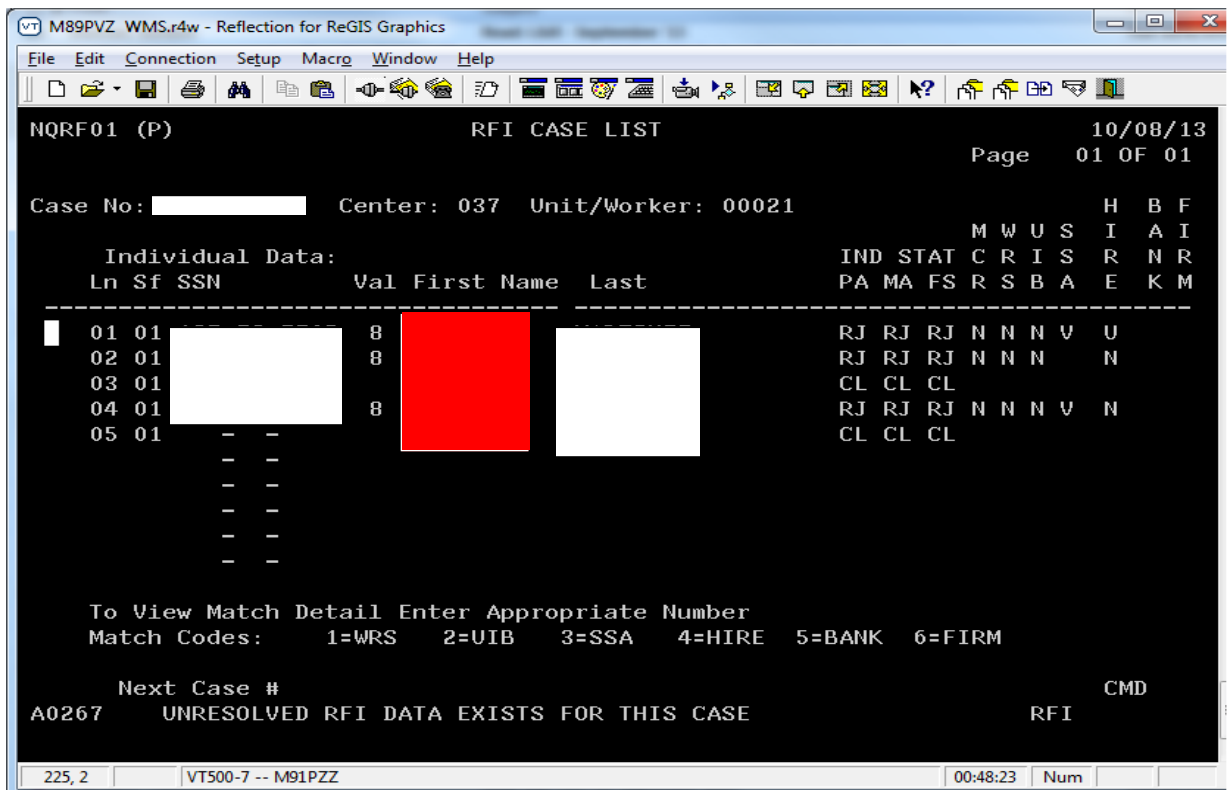 M89PVZ WMS.r4w - Reflection for ReGIS Graphics
File Edit Connection Setup Macro Window Help
NQRF01 (P) RFI CASE LIST 10/08/13
Page 01 OF 01
Case No: Center: 037 Unit/Worker: 00021 H B F
M W U S I A I
Individual Data: IND STAT C R I S R N R
Ln Sf SSN Val First Name Last PA MA FS R S B A E K M
01 01 8 RJ RJ RJ N N N V U
02 01 8 RJ RJ RJ N N N N
03 01 CL CL CL
04 01 8 RJ RJ RJ N N N V N
05 01 - - CL CL CL
- -
- -
- -
- -
- -
To View Match Detail Enter Appropriate Number
Match Codes: 1=WRS 2=UIB 3=SSA 4=HIRE 5=BANK 6=FIRM
Next Case # CMD
A0267 UNRESOLVED RFI DATA EXISTS FOR THIS CASE RFI
225, 2 VT500-7 -- M91PZZ 00:48:23 Num